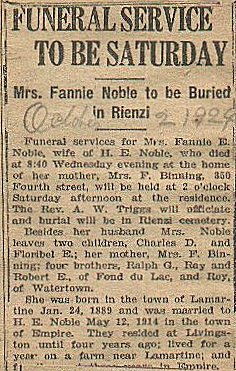 FUNERAL SERVICE
TO BE SATURDAY
Mrs. Fannie Noble to be Buried
in Rienzi
2 1929
Funeral services for Mrs. Fannie E.
Noble, wife of H. E. Noble, who died
at 8:40 Wednesday evening at the home
of her mother, Mrs. F. Binning, 350
Fourth street, will be held at 2 o'clock
Saturday afternoon at the residence.
The Rev. A. W. Triggs will officiate
and burial will be in Rienzi cemetery.
Besides her husband Mrs. Noble
leaves two children, Charles D. and
Floribel E.; her mother, Mrs. F. Bin-
ning; four brothers, Ralph G., Ray and
Robert E., of Fond du Lac, and Roy,
of Watertown.
She was born in the town of Lamar-
tine Jan. 24, 1889 and was married to
H. E. Noble May 12, 1914 in the
town of Empire. They resided at Livings-
ton until four years ago; lived for a
year on a farm near Lamartine; and
in Empire.